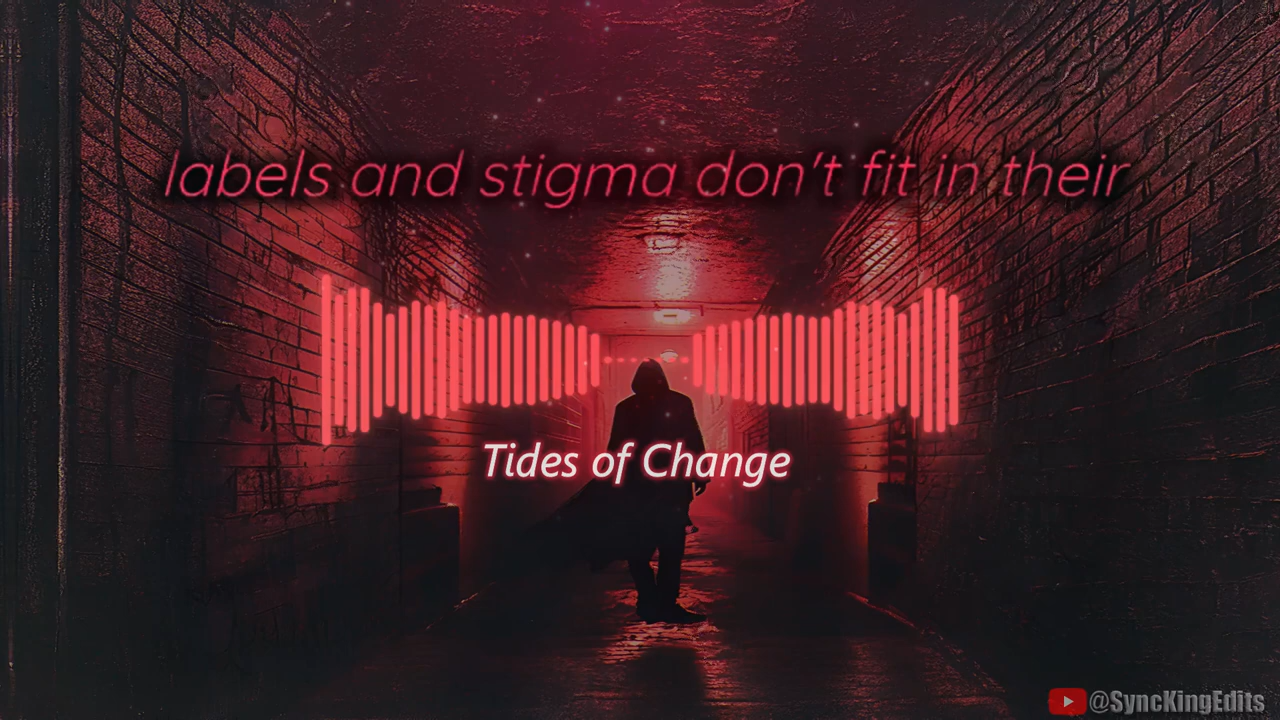 labels and stigma don't fit in their
Tides of Change
@SyncKingEdits